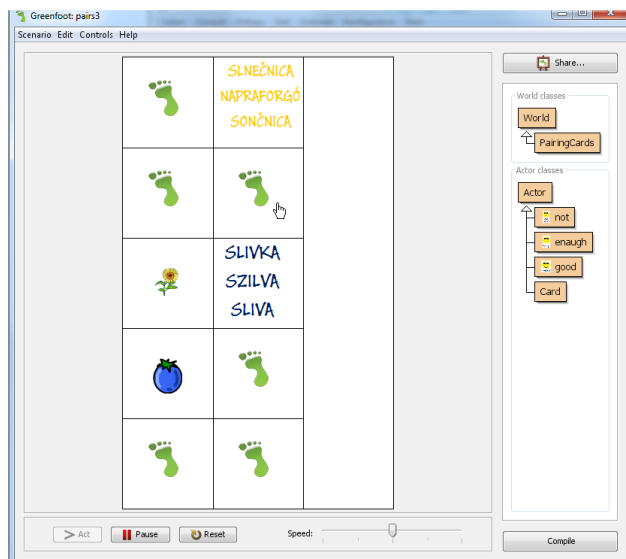 Greenfoot: pairs3
Scenario Edit Controls Help
SLNEČNICA
NAPRAFORGÓ
SONČNICA
SLIVKA
SZILVA
SLIVA
Share...
World classes
World
PairingCards
Actor classes
Actor
not
enaugh
good
Card
Act
Pause
Reset
Speed:
Compile